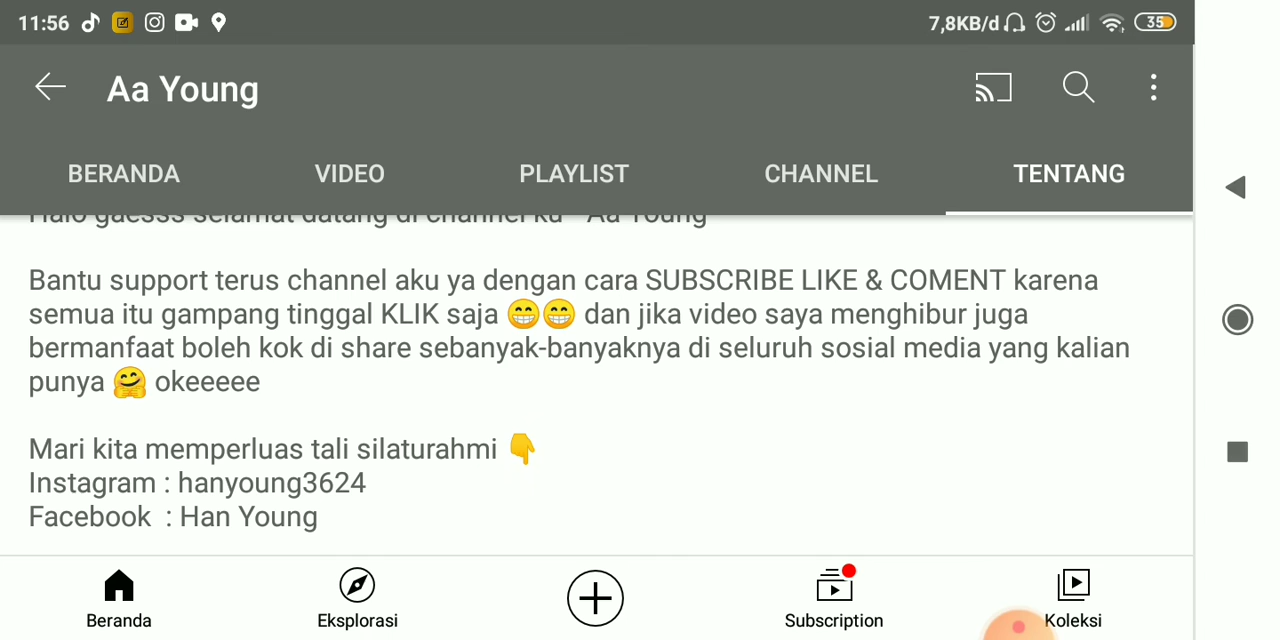 11:56
7,8KB/d
35
Aa Young
BERANDA
VIDEO
PLAYLIST
CHANNEL
TENTANG
Halo gaesss selamat datang di channel ku Aa Young
Bantu support terus channel aku ya dengan cara SUBSCRIBE LIKE & COMENT karena
semua itu gampang tinggal KLIK saja 😁😁 dan jika video saya menghibur juga
bermanfaat boleh kok di share sebanyak-banyaknya di seluruh sosial media yang kalian
punya 🤗 okeeeee
Mari kita memperluas tali silaturahmi 👇
Instagram : hanyoung3624
Facebook  : Han Young
Beranda
Eksplorasi
Subscription
Koleksi